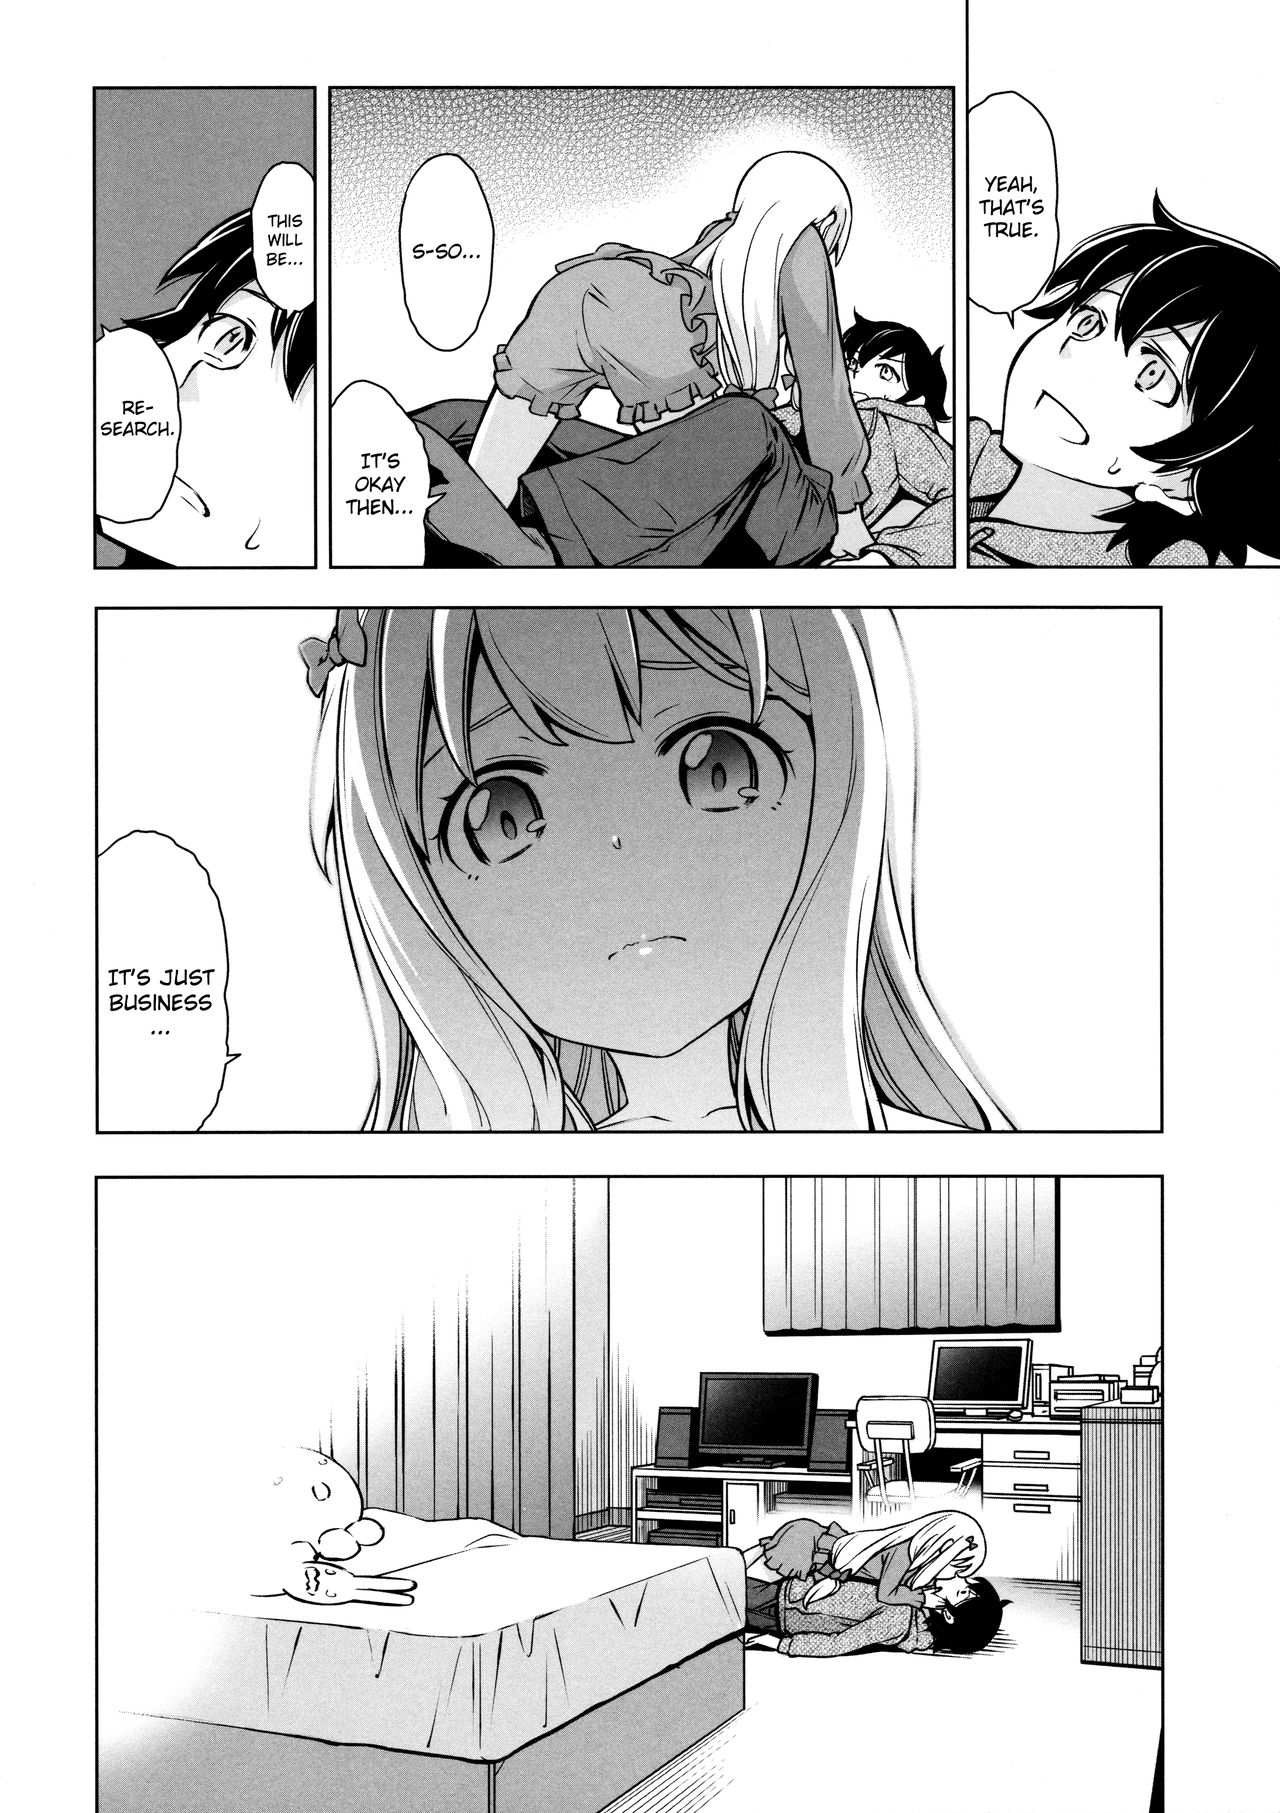 YEAH,
THAT'S
TRUE.
S-SO...
IT'S
OKAY
THEN...
THIS
WILL
BE...
RE-
SEARCH.
IT'S JUST
BUSINESS
...